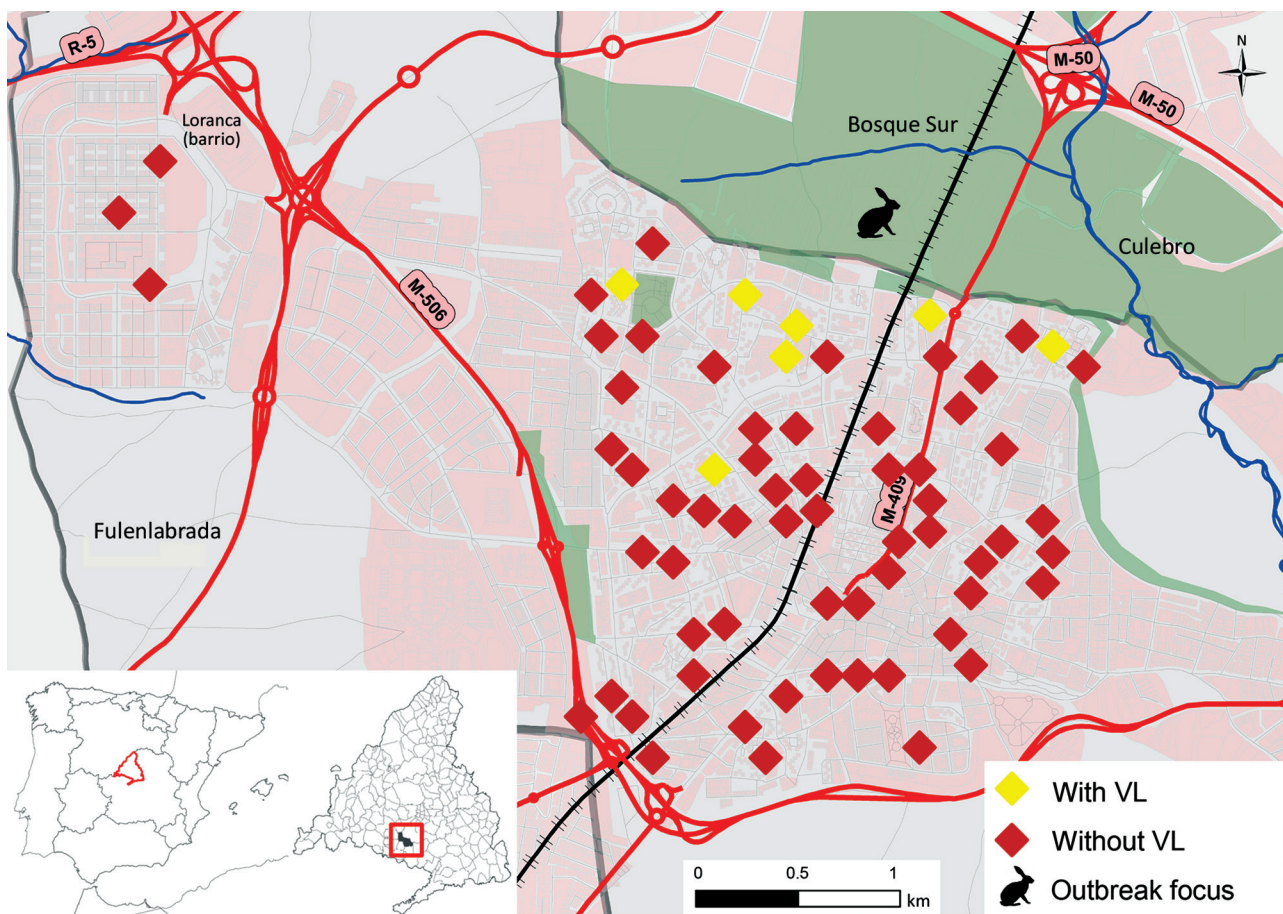 R-5
M-50
N
Loranca
(barrio)
Bosque Sur
M-50
Culebro
M-506
M-409
Fulenlabrada
With VL
Without VL
Outbreak focus
0 0.5 1
km